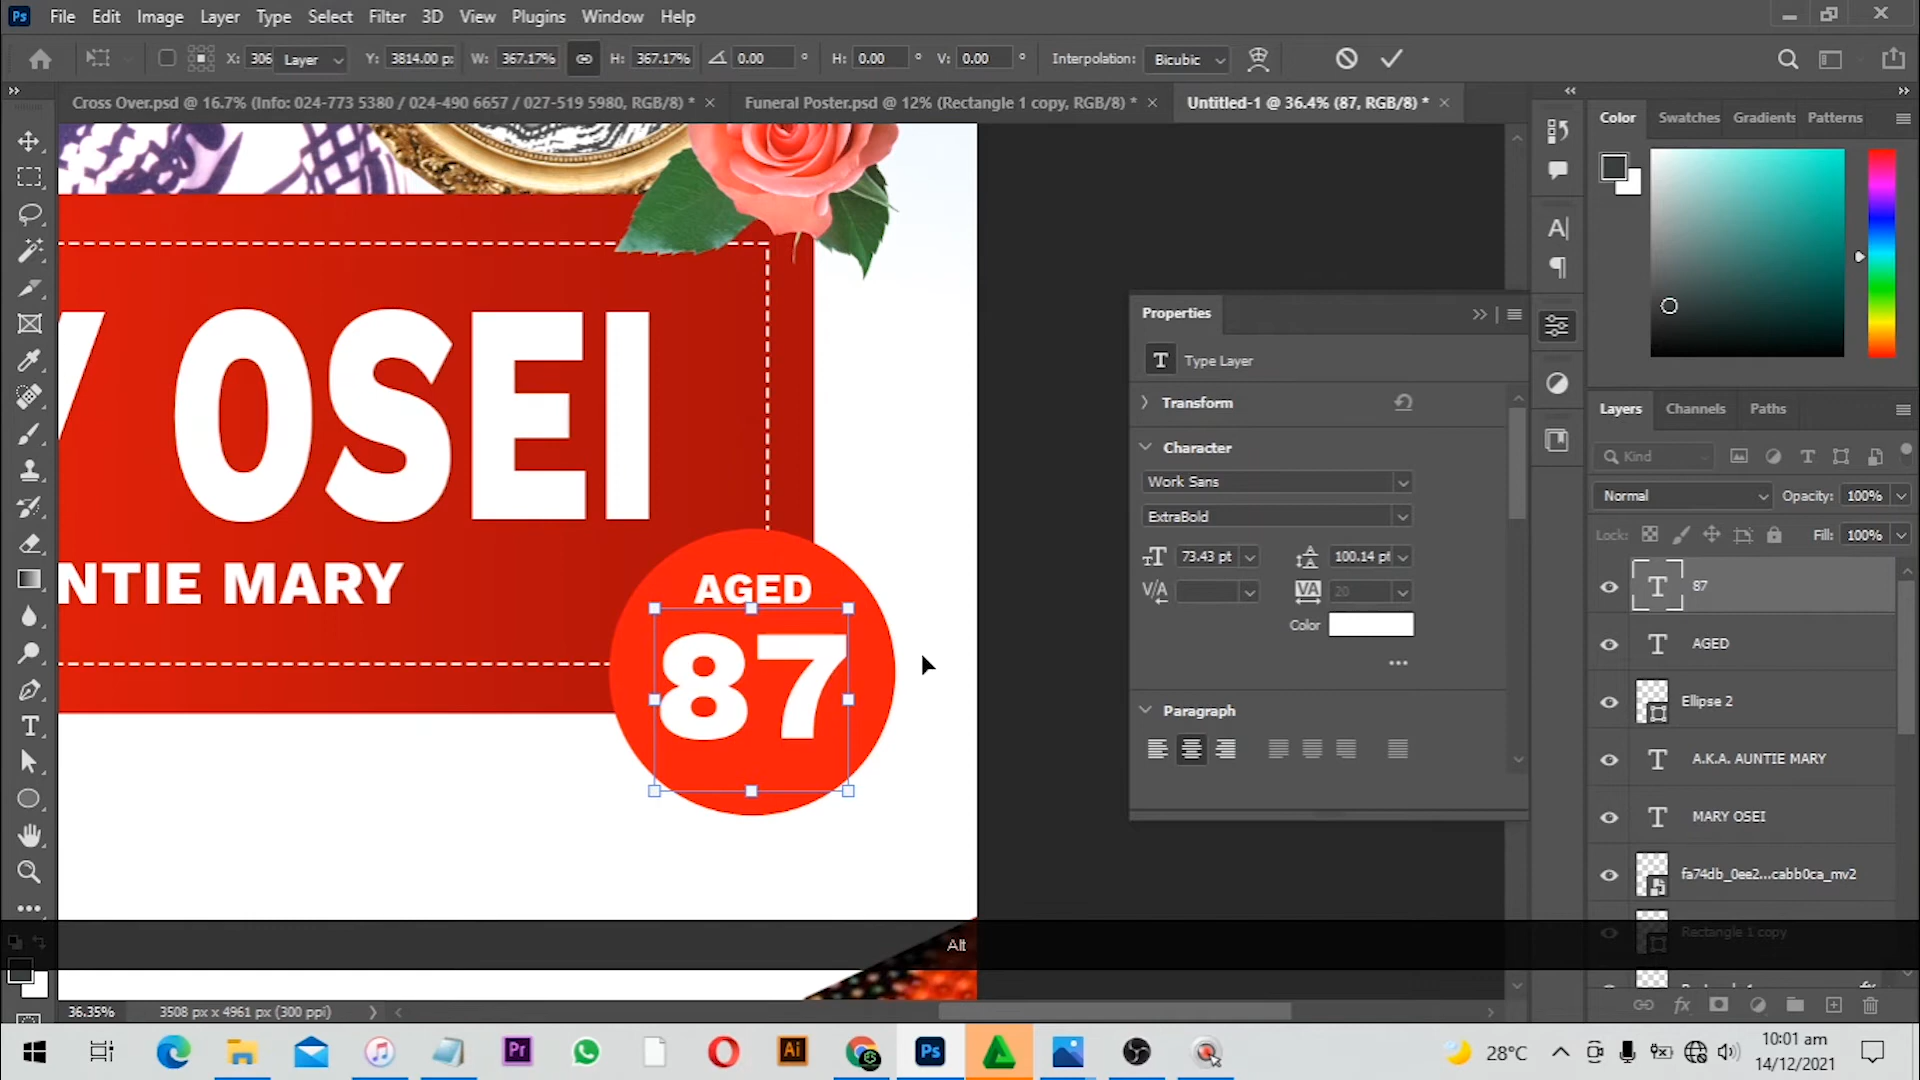 Ps File Edit Image Layer Type Select Filter 3D View Plugins Window Help
X: 306 Layer Y: 3814.00 p: W: 367.17% H: 367.17% 0.00 ° H: 0.00 ° V: 0.00 ° Interpolation: Bicubic
Cross Over.psd @ 16.7% (Info: 024-773 5380 / 024-490 6657 / 027-519 5980, RGB/8) * ×
Funeral Poster.psd @ 12% (Rectangle 1 copy, RGB/8) * ×
Untitled-1 @ 36.4% (87, RGB/8) * ×
Color Swatches Gradients Patterns
Y OSEI
NTIE MARY
AGED
87
Properties
T Type Layer
Transform
Character
Work Sans
ExtraBold
73.43 pt 100.14 pt
V/A VA 20
Color
Paragraph
Layers Channels Paths
Kind
Normal Opacity: 100%
Lock: Fill: 100%
T 87
T AGED
Ellipse 2
T A.K.A. AUNTIE MARY
T MARY OSEI
fa74db_0ee2...cabb0ca_mv2
Rectangle 1 copy
Alt
36.35% 3508 px x 4961 px (300 ppi)
Pr Ai Ps
28°C
10:01 am
14/12/2021